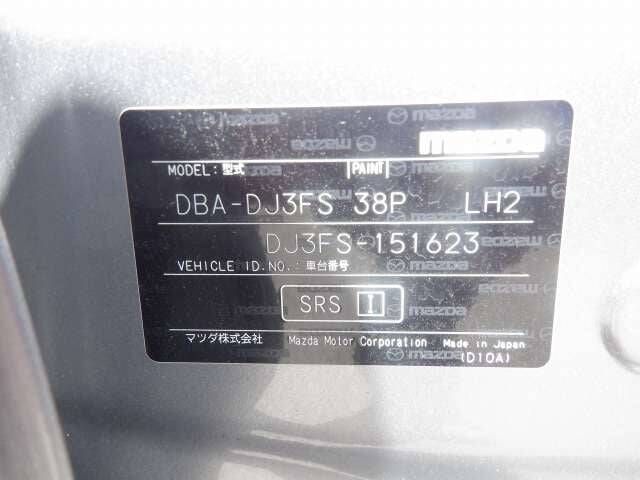 mazda
MODEL:型式 PAINT
DBA-DJ3FS 38P LH2
DJ3FS-151623
VEHICLE ID.NO.:車台番号
SRS I
マツダ株式会社 Mazda Motor Corporation Made in Japan
(D10A)